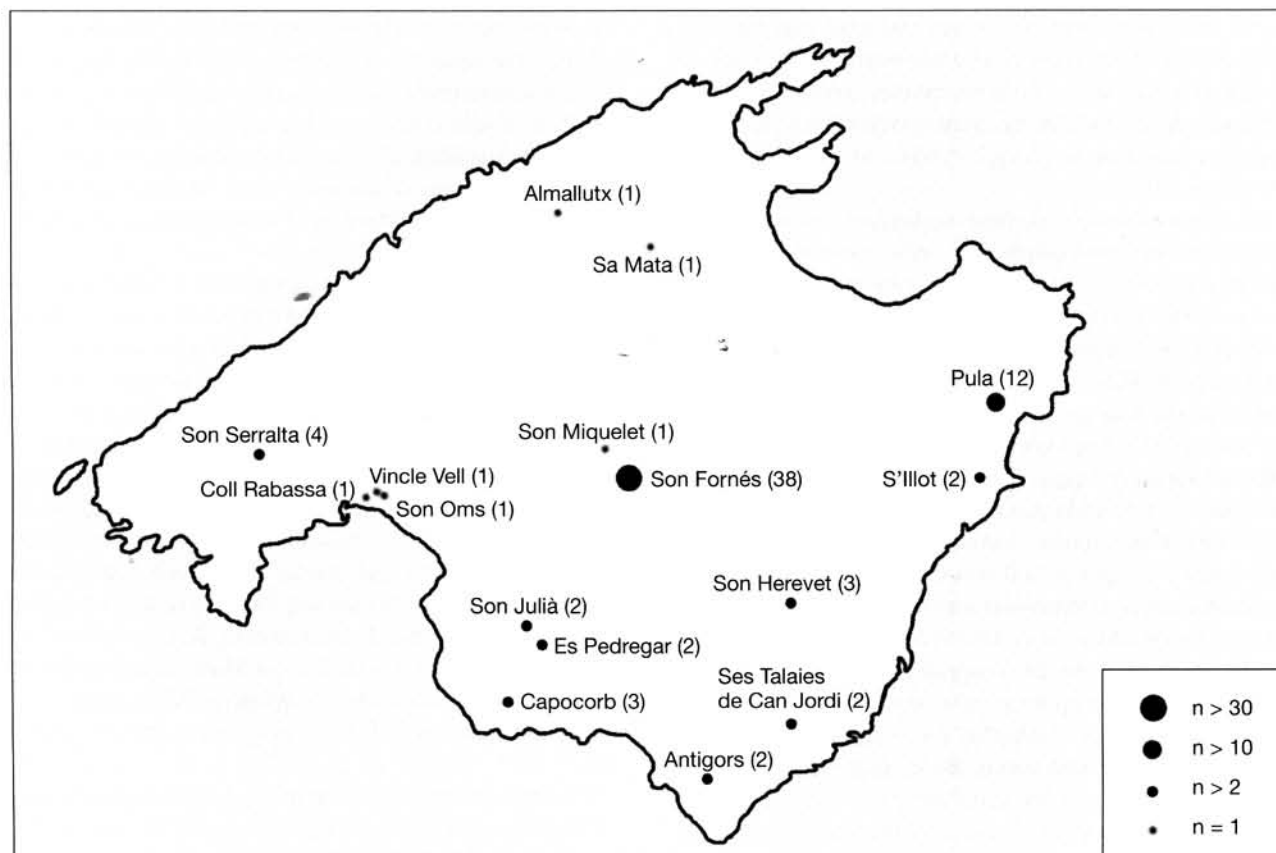 Almallutx (1)
Sa Mata (1)
Pula (12)
Son Serralta (4)
Son Miquelet (1)
Son Fornés (38)
S'Illot (2)
Vincle Vell (1)
Coll Rabassa (1)
Son Oms (1)
Son Herevet (3)
Son Julià (2)
Es Pedregar (2)
Ses Talaies
de Can Jordi (2)
Capocorb (3)
Antigors (2)
n > 30
n > 10
n > 2
n = 1